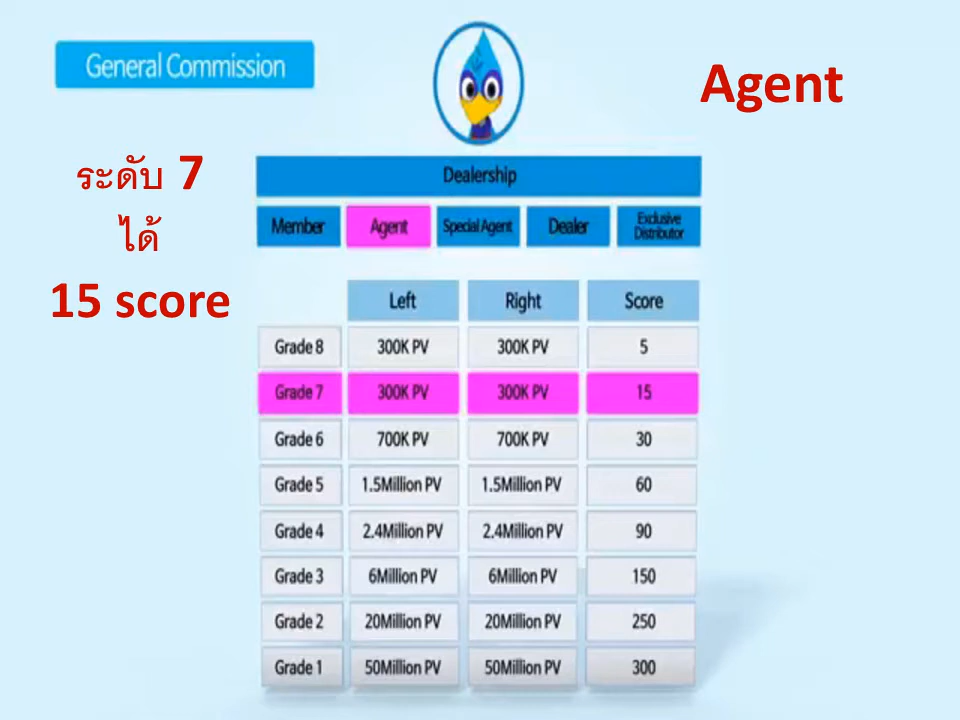 General Commission
Agent
ระดับ 7
ได้
15 score
Dealership
Member Agent Special Agent Dealer Exclusive Distributor
Left Right Score
Grade 8 300K PV 300K PV 5
Grade 7 300K PV 300K PV 15
Grade 6 700K PV 700K PV 30
Grade 5 1.5Million PV 1.5Million PV 60
Grade 4 2.4Million PV 2.4Million PV 90
Grade 3 6Million PV 6Million PV 150
Grade 2 20Million PV 20Million PV 250
Grade 1 50Million PV 50Million PV 300